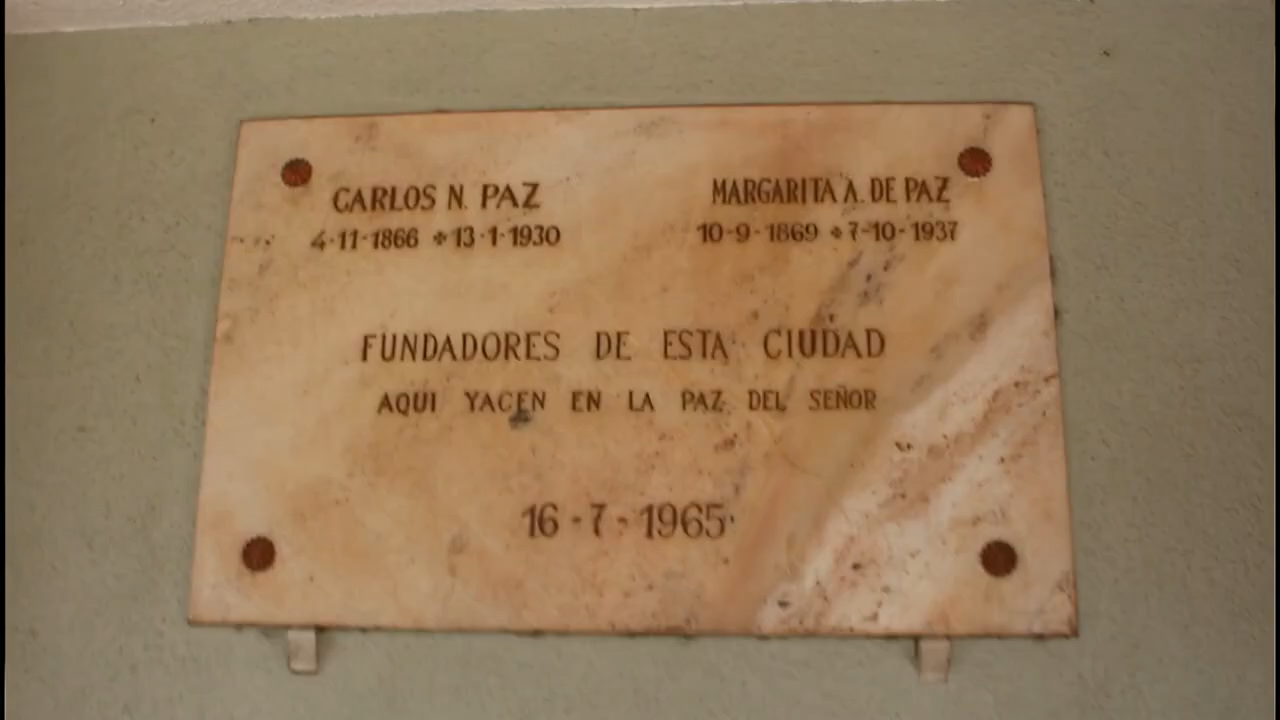 CARLOS N. PAZ
4·11·1866 ✤ 13·1·1930
MARGARITA A. DE PAZ
10-9-1869 ✤ 7-10-1937
FUNDADORES DE ESTA CIUDAD
AQUI YACEN EN LA PAZ DEL SEÑOR
16-7-1965